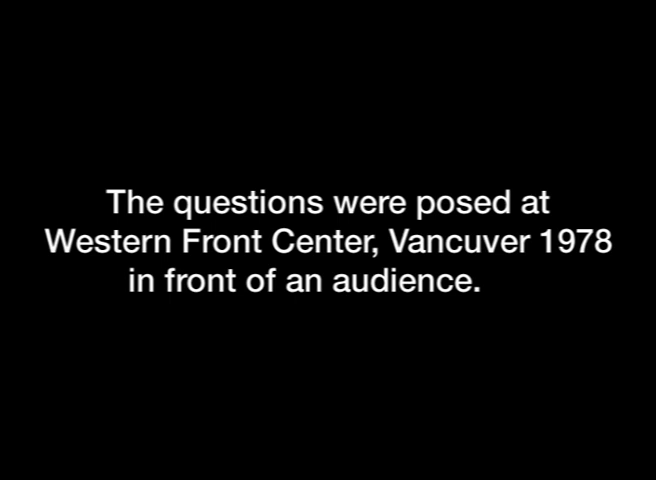 The questions were posed at
Western Front Center, Vancuver 1978
in front of an audience.